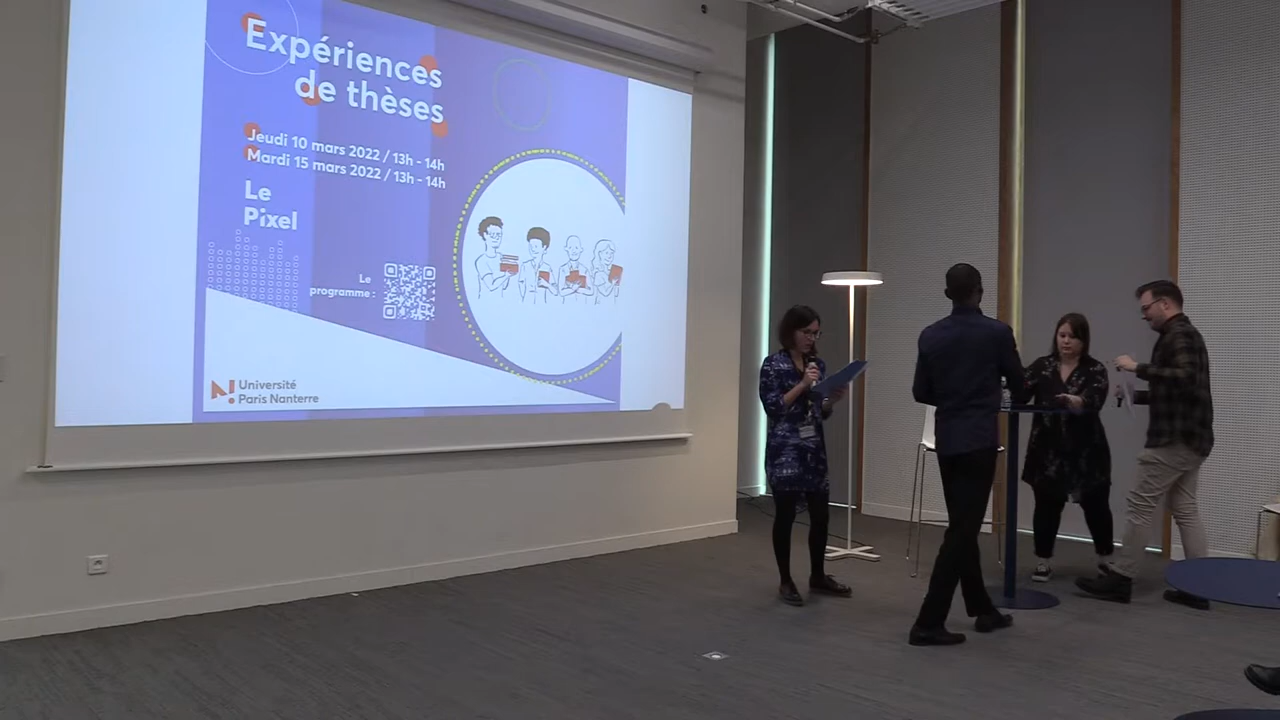 Expériences
de thèses
Jeudi 10 mars 2022 / 13h - 14h
Mardi 15 mars 2022 / 13h - 14h
Le
Pixel
Le
programme :
Université
Paris Nanterre